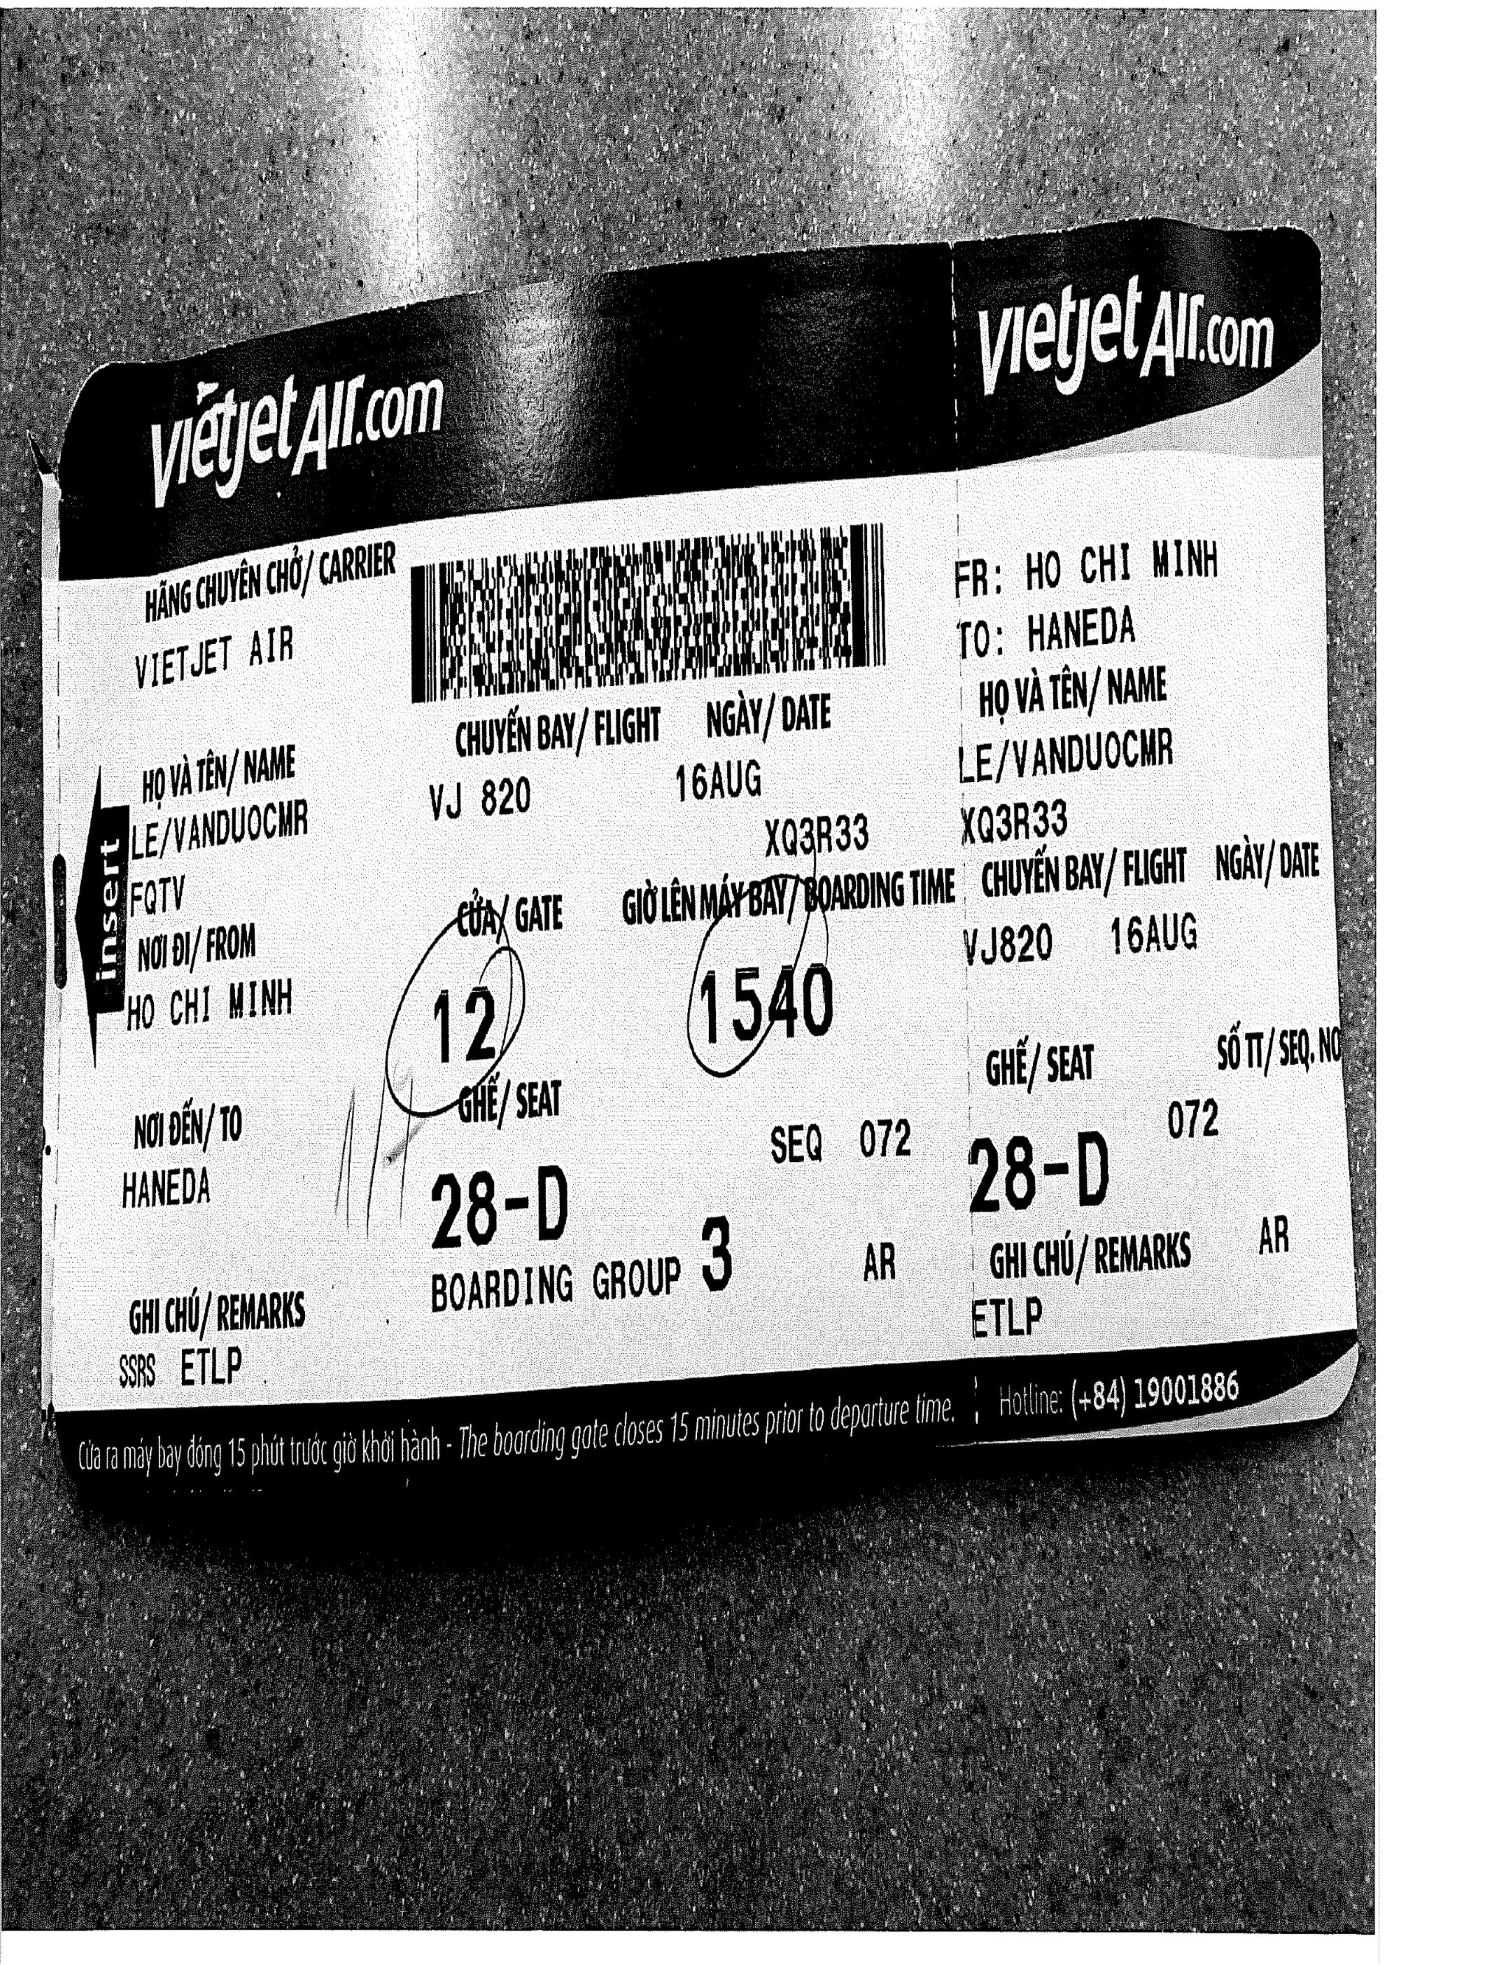 vietjetAir.com
vietjetAir.com
HÃNG CHUYÊN CHỞ/ CARRIER
VIETJET AIR
HỌ VÀ TÊN/ NAME
LE/VANDUOCMR
FQTV
NƠI ĐI/ FROM
HO CHI MINH
NƠI ĐẾN/ TO
HANEDA
GHI CHÚ/ REMARKS
SSRS ETLP
insert
CHUYẾN BAY/ FLIGHT NGÀY/ DATE
VJ 820 16AUG
XQ3R33
CỬA/ GATE GIỜ LÊN MÁY BAY/ BOARDING TIME
12 1540
GHẾ/ SEAT
SEQ 072
28-D
BOARDING GROUP 3 AR
FR: HO CHI MINH
TO: HANEDA
HỌ VÀ TÊN/ NAME
LE/VANDUOCMR
XQ3R33
CHUYẾN BAY/ FLIGHT NGÀY/ DATE
VJ820 16AUG
GHẾ/ SEAT SỐ TT/ SEQ. NO
28-D 072
GHI CHÚ/ REMARKS AR
ETLP
Cửa ra máy bay đóng 15 phút trước giờ khởi hành - The boarding gate closes 15 minutes prior to departure time.
Hotline: (+84) 19001886